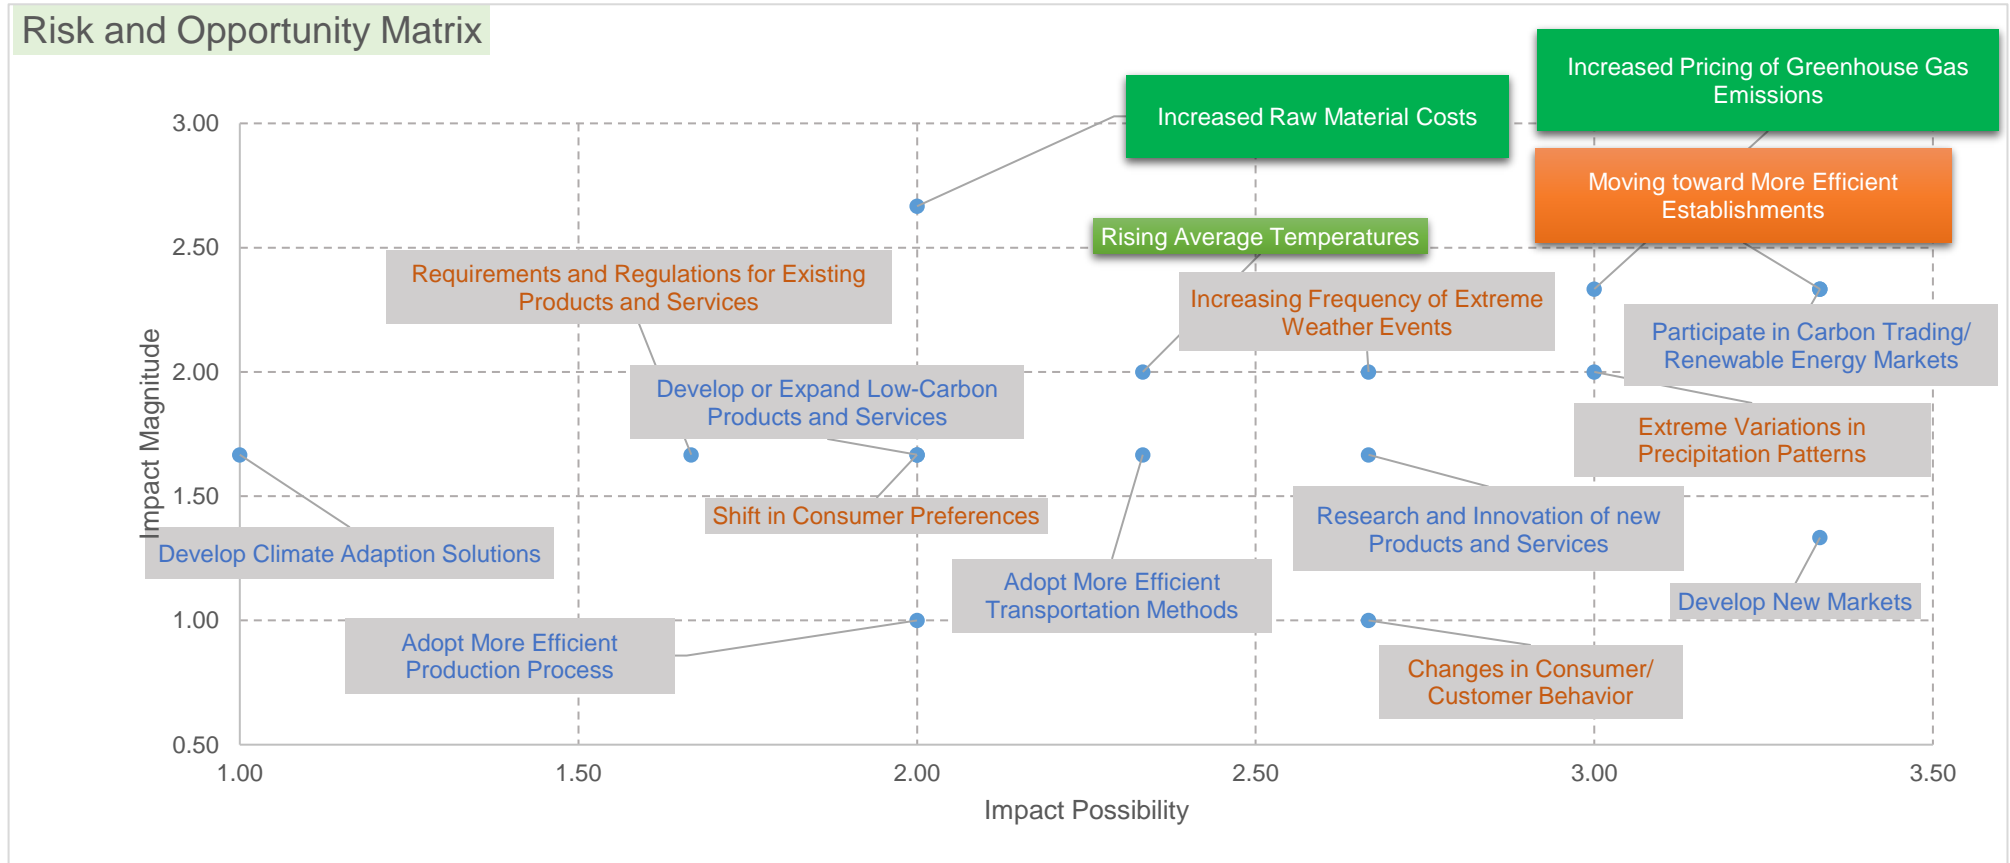 Risk and Opportunity Matrix
Increased Pricing of Greenhouse Gas
Emissions
Increased Raw Material Costs
3.00
Moving toward More Efficient
Establishments
Rising Average Temperatures
2.50
Requirements and Regulations for Existing
Products and Services
Increasing Frequency of Extreme
Weather Events
Participate in Carbon Trading/
Renewable Energy Markets
2.00
Develop or Expand Low-Carbon
Products and Services
Extreme Variations in
Precipitation Patterns
Impact Magnitude
1.50
Shift in Consumer Preferences
Research and Innovation of new
Products and Services
Develop Climate Adaption Solutions
Adopt More Efficient
Transportation Methods
Develop New Markets
1.00
Adopt More Efficient
Production Process
Changes in Consumer/
Customer Behavior
0.50
1.00
1.50
2.00
2.50
3.00
3.50
Impact Possibility